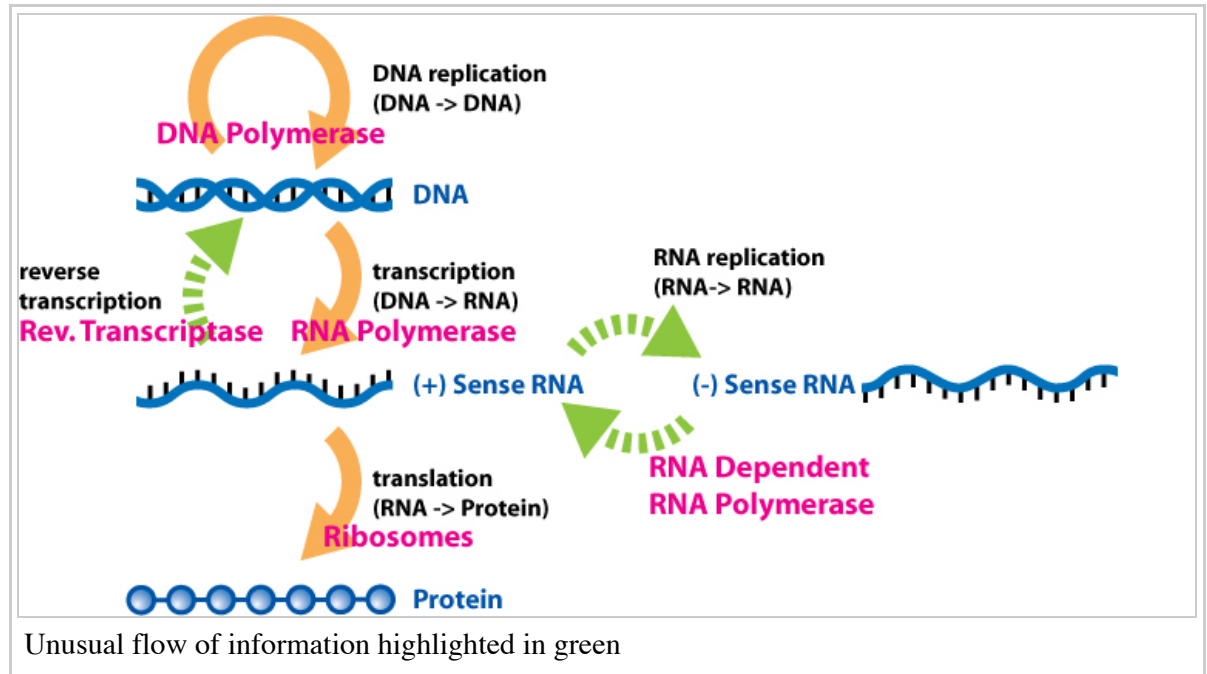 DNA replication
(DNA -> DNA)
DNA Polymerase
DNA
reverse
transcription
Rev. Transcriptase
transcription
(DNA -> RNA)
RNA Polymerase
RNA replication
(RNA-> RNA)
(+) Sense RNA
(-) Sense RNA
RNA Dependent
RNA Polymerase
translation
(RNA -> Protein)
Ribosomes
Protein
Unusual flow of information highlighted in green